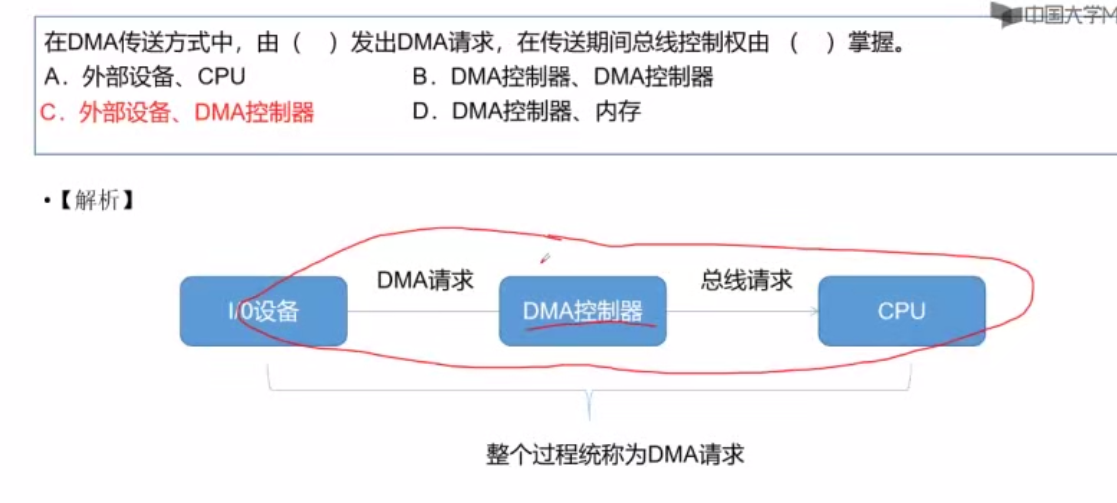 中国大学M
在DMA传送方式中，由（ ）发出DMA请求，在传送期间总线控制权由 （ ）掌握。
A．外部设备、CPU B．DMA控制器、DMA控制器
C．外部设备、DMA控制器 D．DMA控制器、内存
•【解析】
DMA请求 总线请求
I/0设备 DMA控制器 CPU
整个过程统称为DMA请求